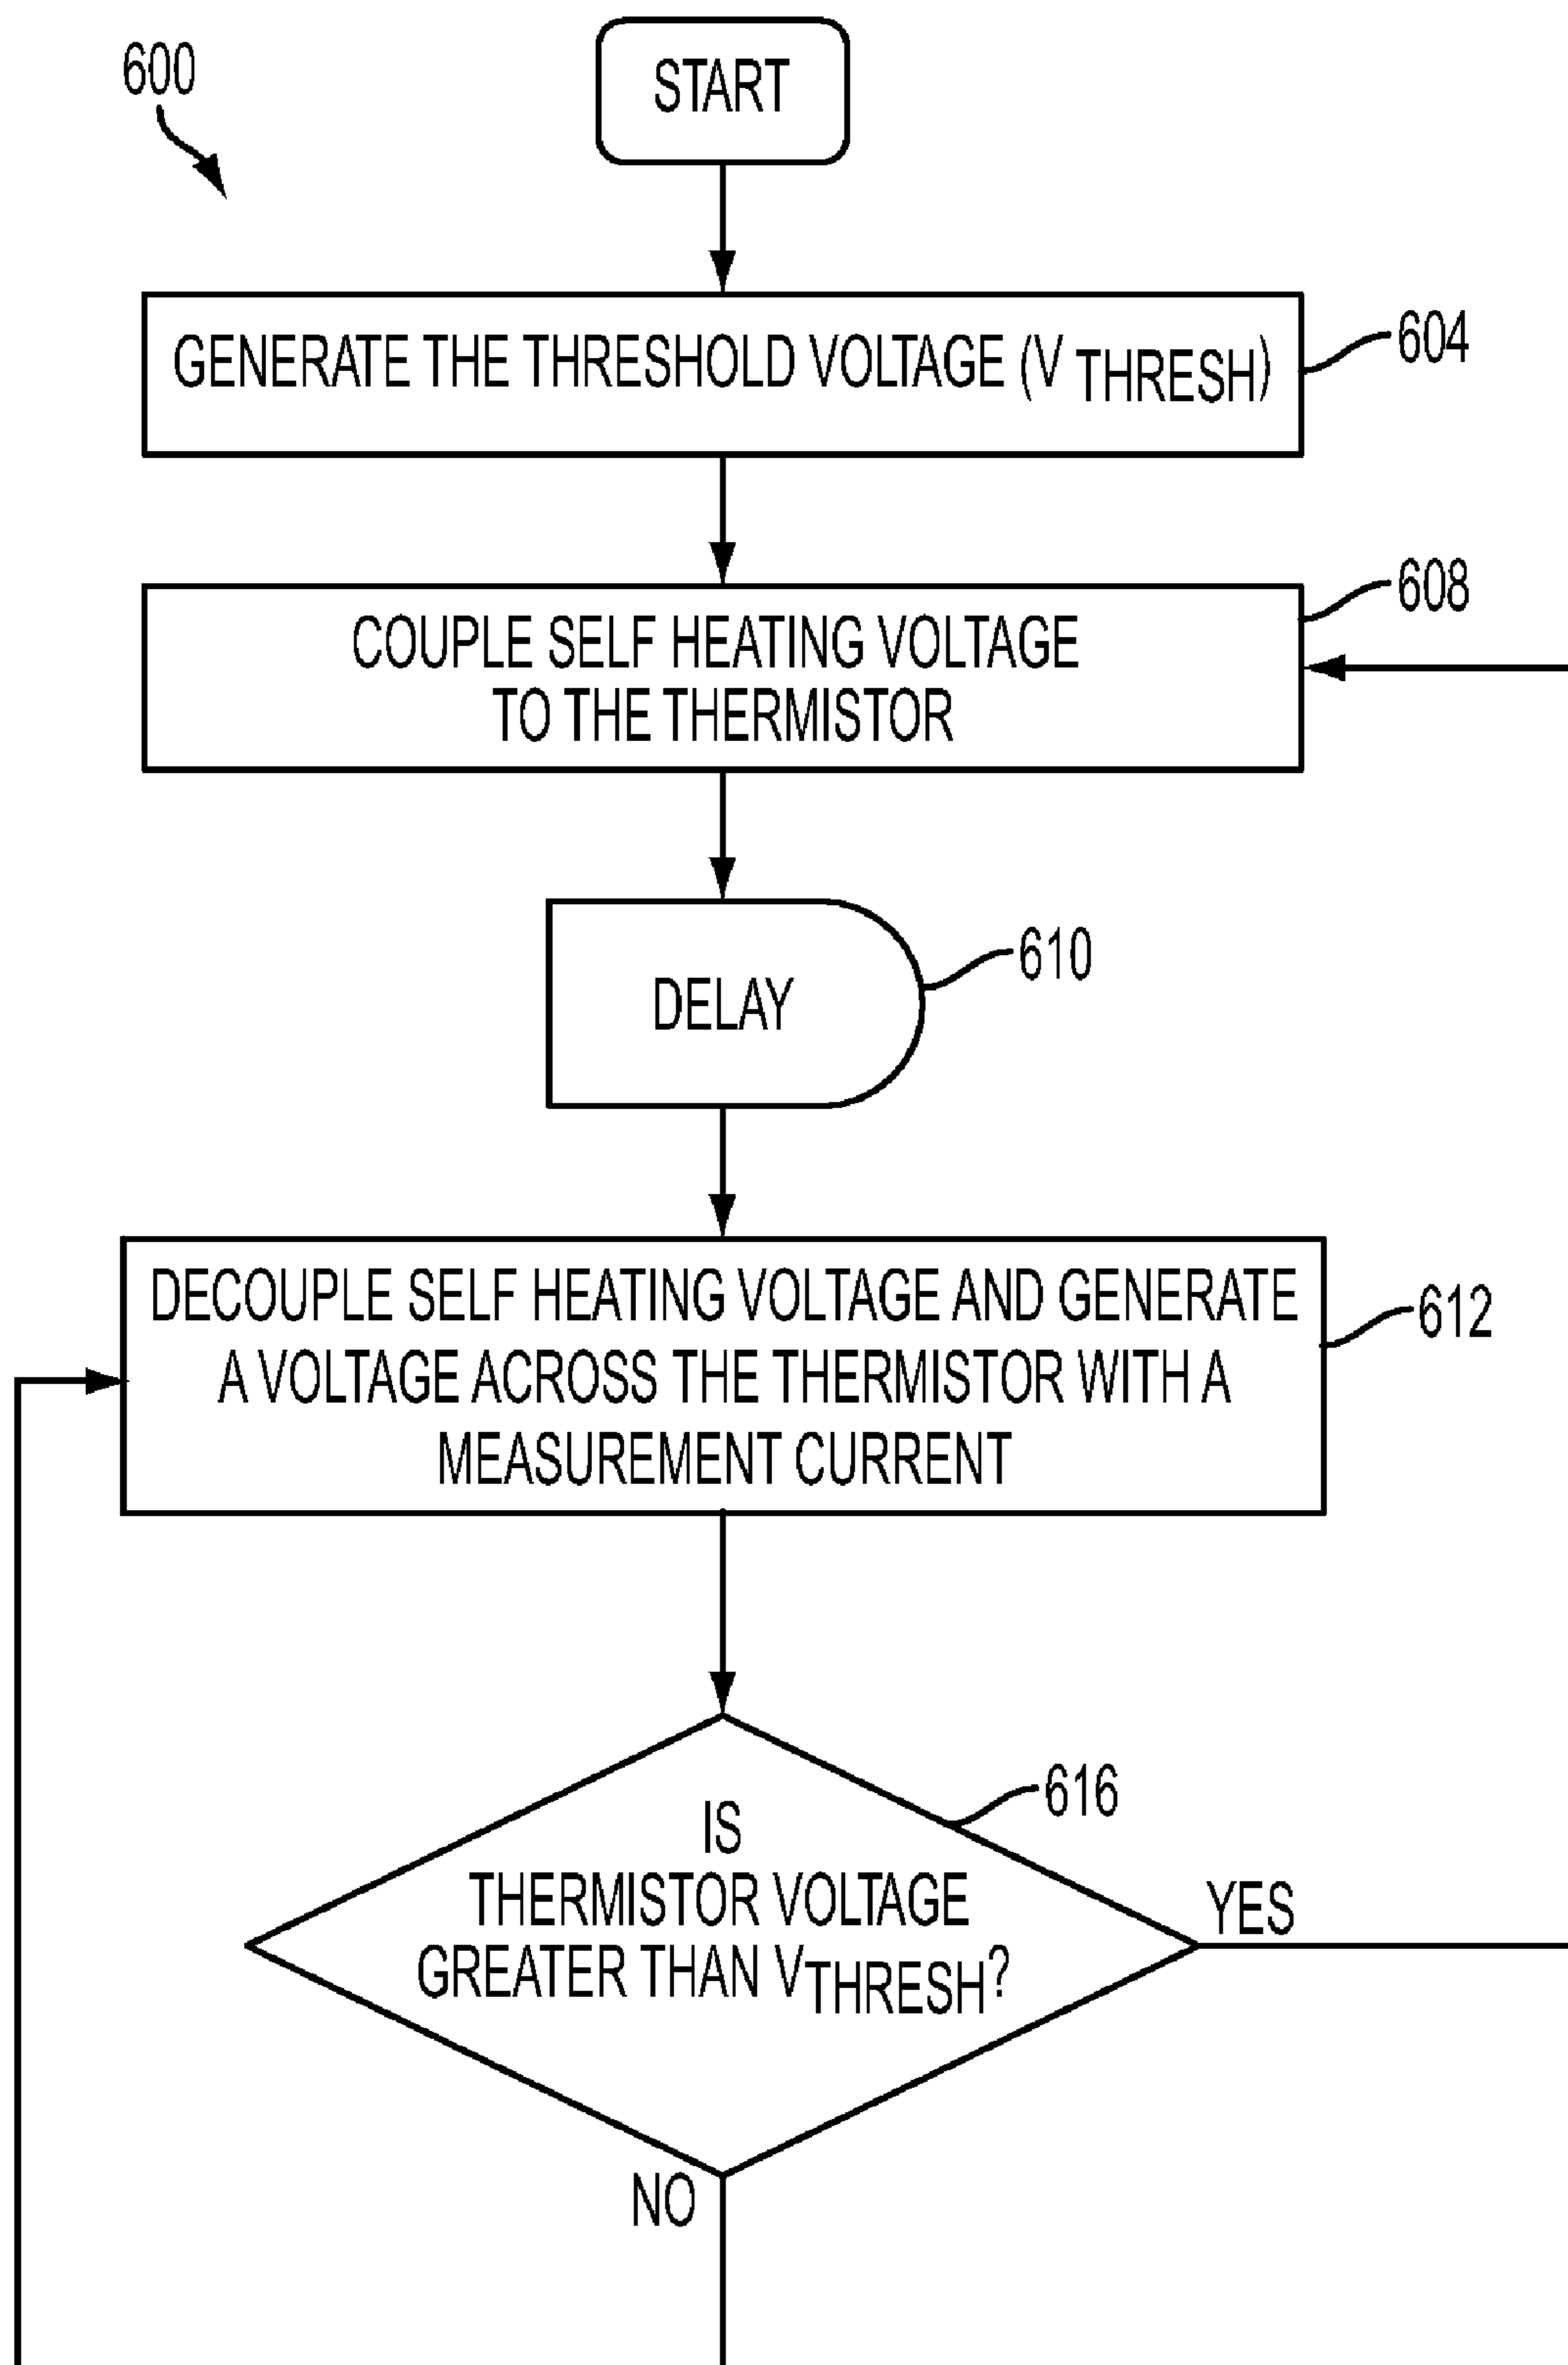 600
START
GENERATE THE THRESHOLD VOLTAGE (V THRESH)
604
COUPLE SELF HEATING VOLTAGE
TO THE THERMISTOR
608
DELAY
610
DECOUPLE SELF HEATING VOLTAGE AND GENERATE
A VOLTAGE ACROSS THE THERMISTOR WITH A
MEASUREMENT CURRENT
612
IS
THERMISTOR VOLTAGE
GREATER THAN VTHRESH?
616
YES
NO